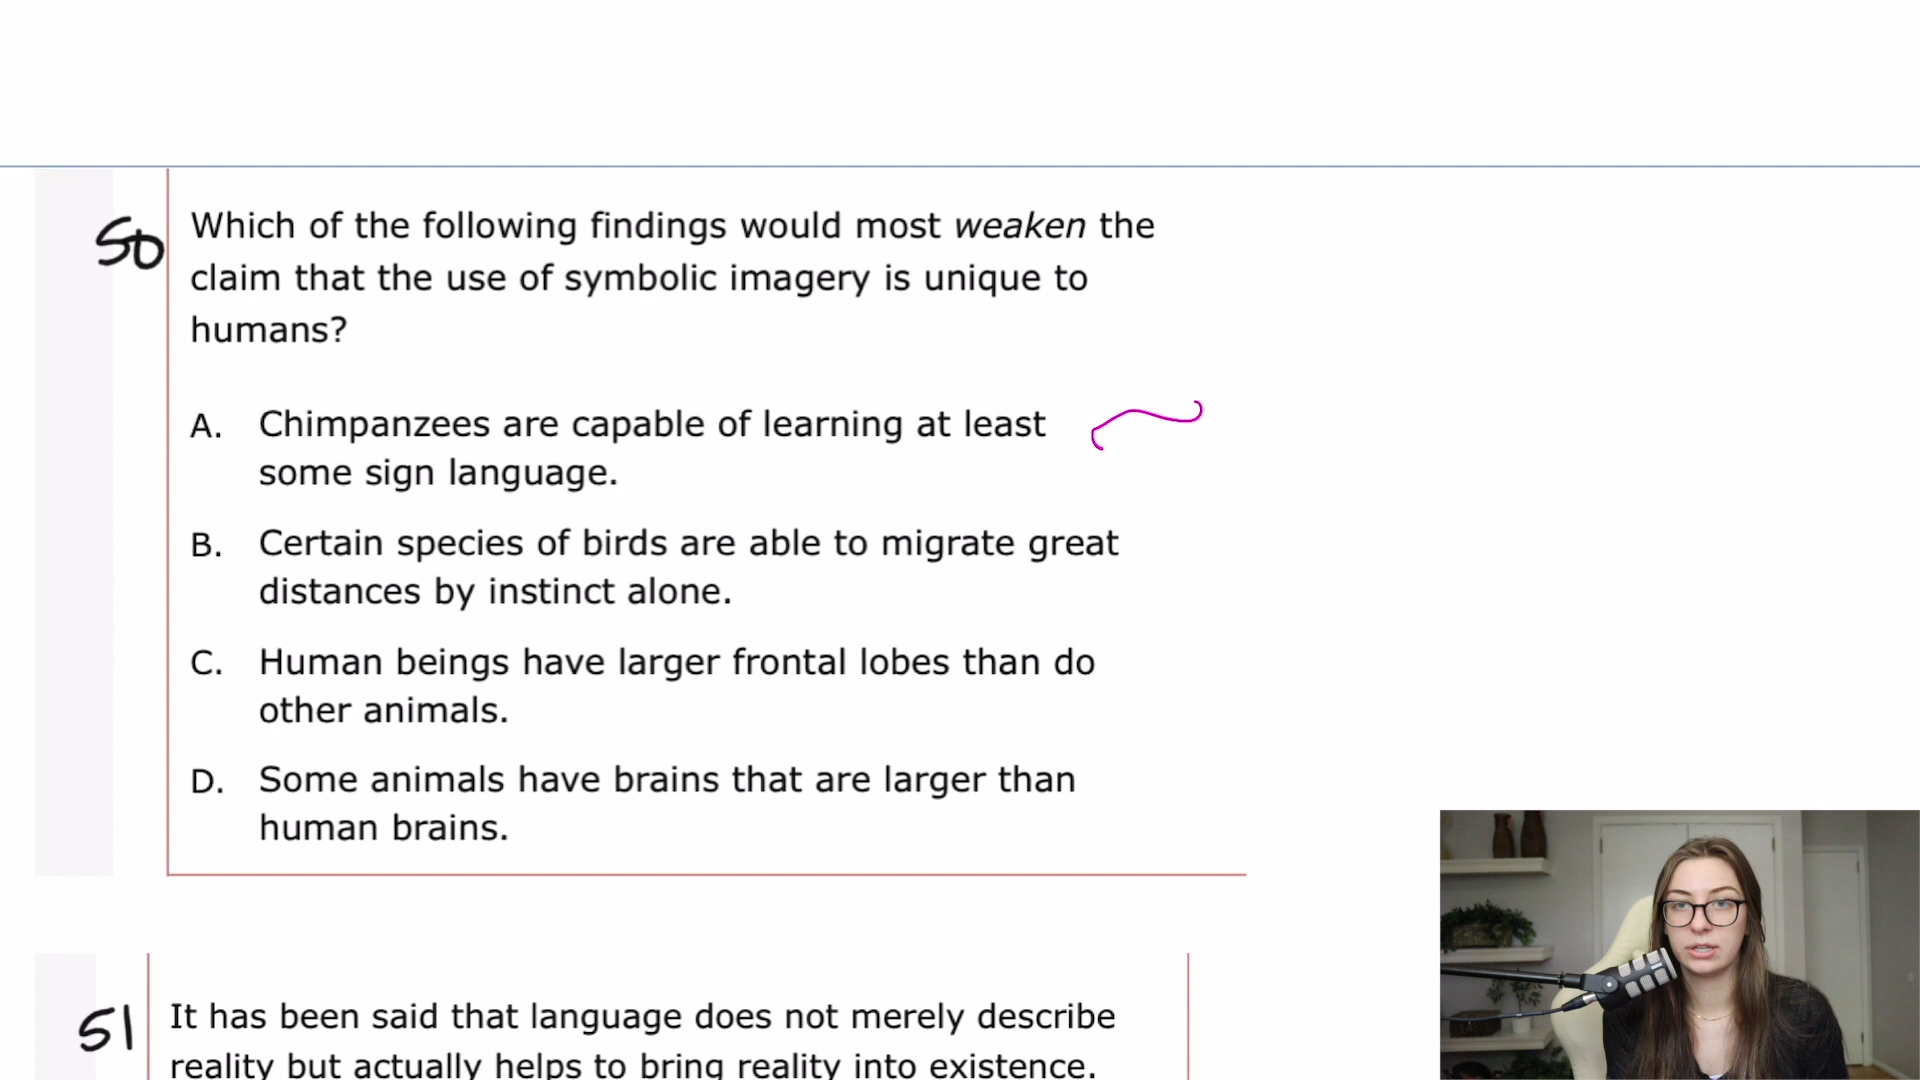 50
Which of the following findings would most weaken the
claim that the use of symbolic imagery is unique to
humans?
A. Chimpanzees are capable of learning at least
some sign language.
B. Certain species of birds are able to migrate great
distances by instinct alone.
C. Human beings have larger frontal lobes than do
other animals.
D. Some animals have brains that are larger than
human brains.
51
It has been said that language does not merely describe
reality but actually helps to bring reality into existence.